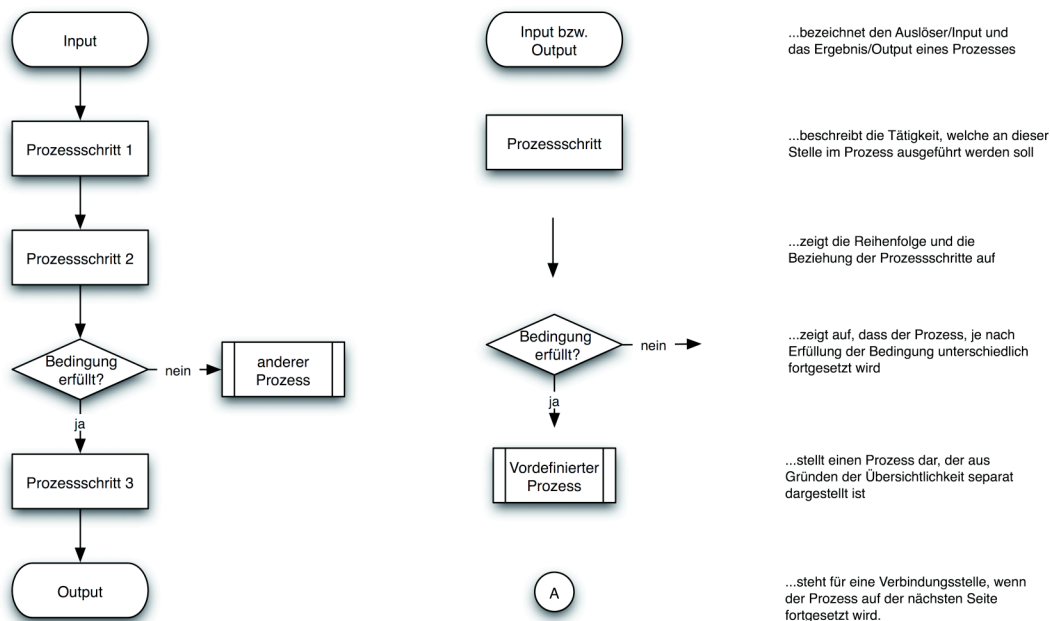 Input
Prozessschritt 1
Prozessschritt 2
Bedingung
erfüllt?
nein
anderer
Prozess
ja
Prozessschritt 3
Output
Input bzw.
Output
...bezeichnet den Auslöser/Input und
das Ergebnis/Output eines Prozesses
Prozessschritt
...beschreibt die Tätigkeit, welche an dieser
Stelle im Prozess ausgeführt werden soll
...zeigt die Reihenfolge und die
Beziehung der Prozessschritte auf
Bedingung
erfüllt?
nein
ja
...zeigt auf, dass der Prozess, je nach
Erfüllung der Bedingung unterschiedlich
fortgesetzt wird
Vordefinierter
Prozess
...stellt einen Prozess dar, der aus
Gründen der Übersichtlichkeit separat
dargestellt ist
A
...steht für eine Verbindungsstelle, wenn
der Prozess auf der nächsten Seite
fortgesetzt wird.